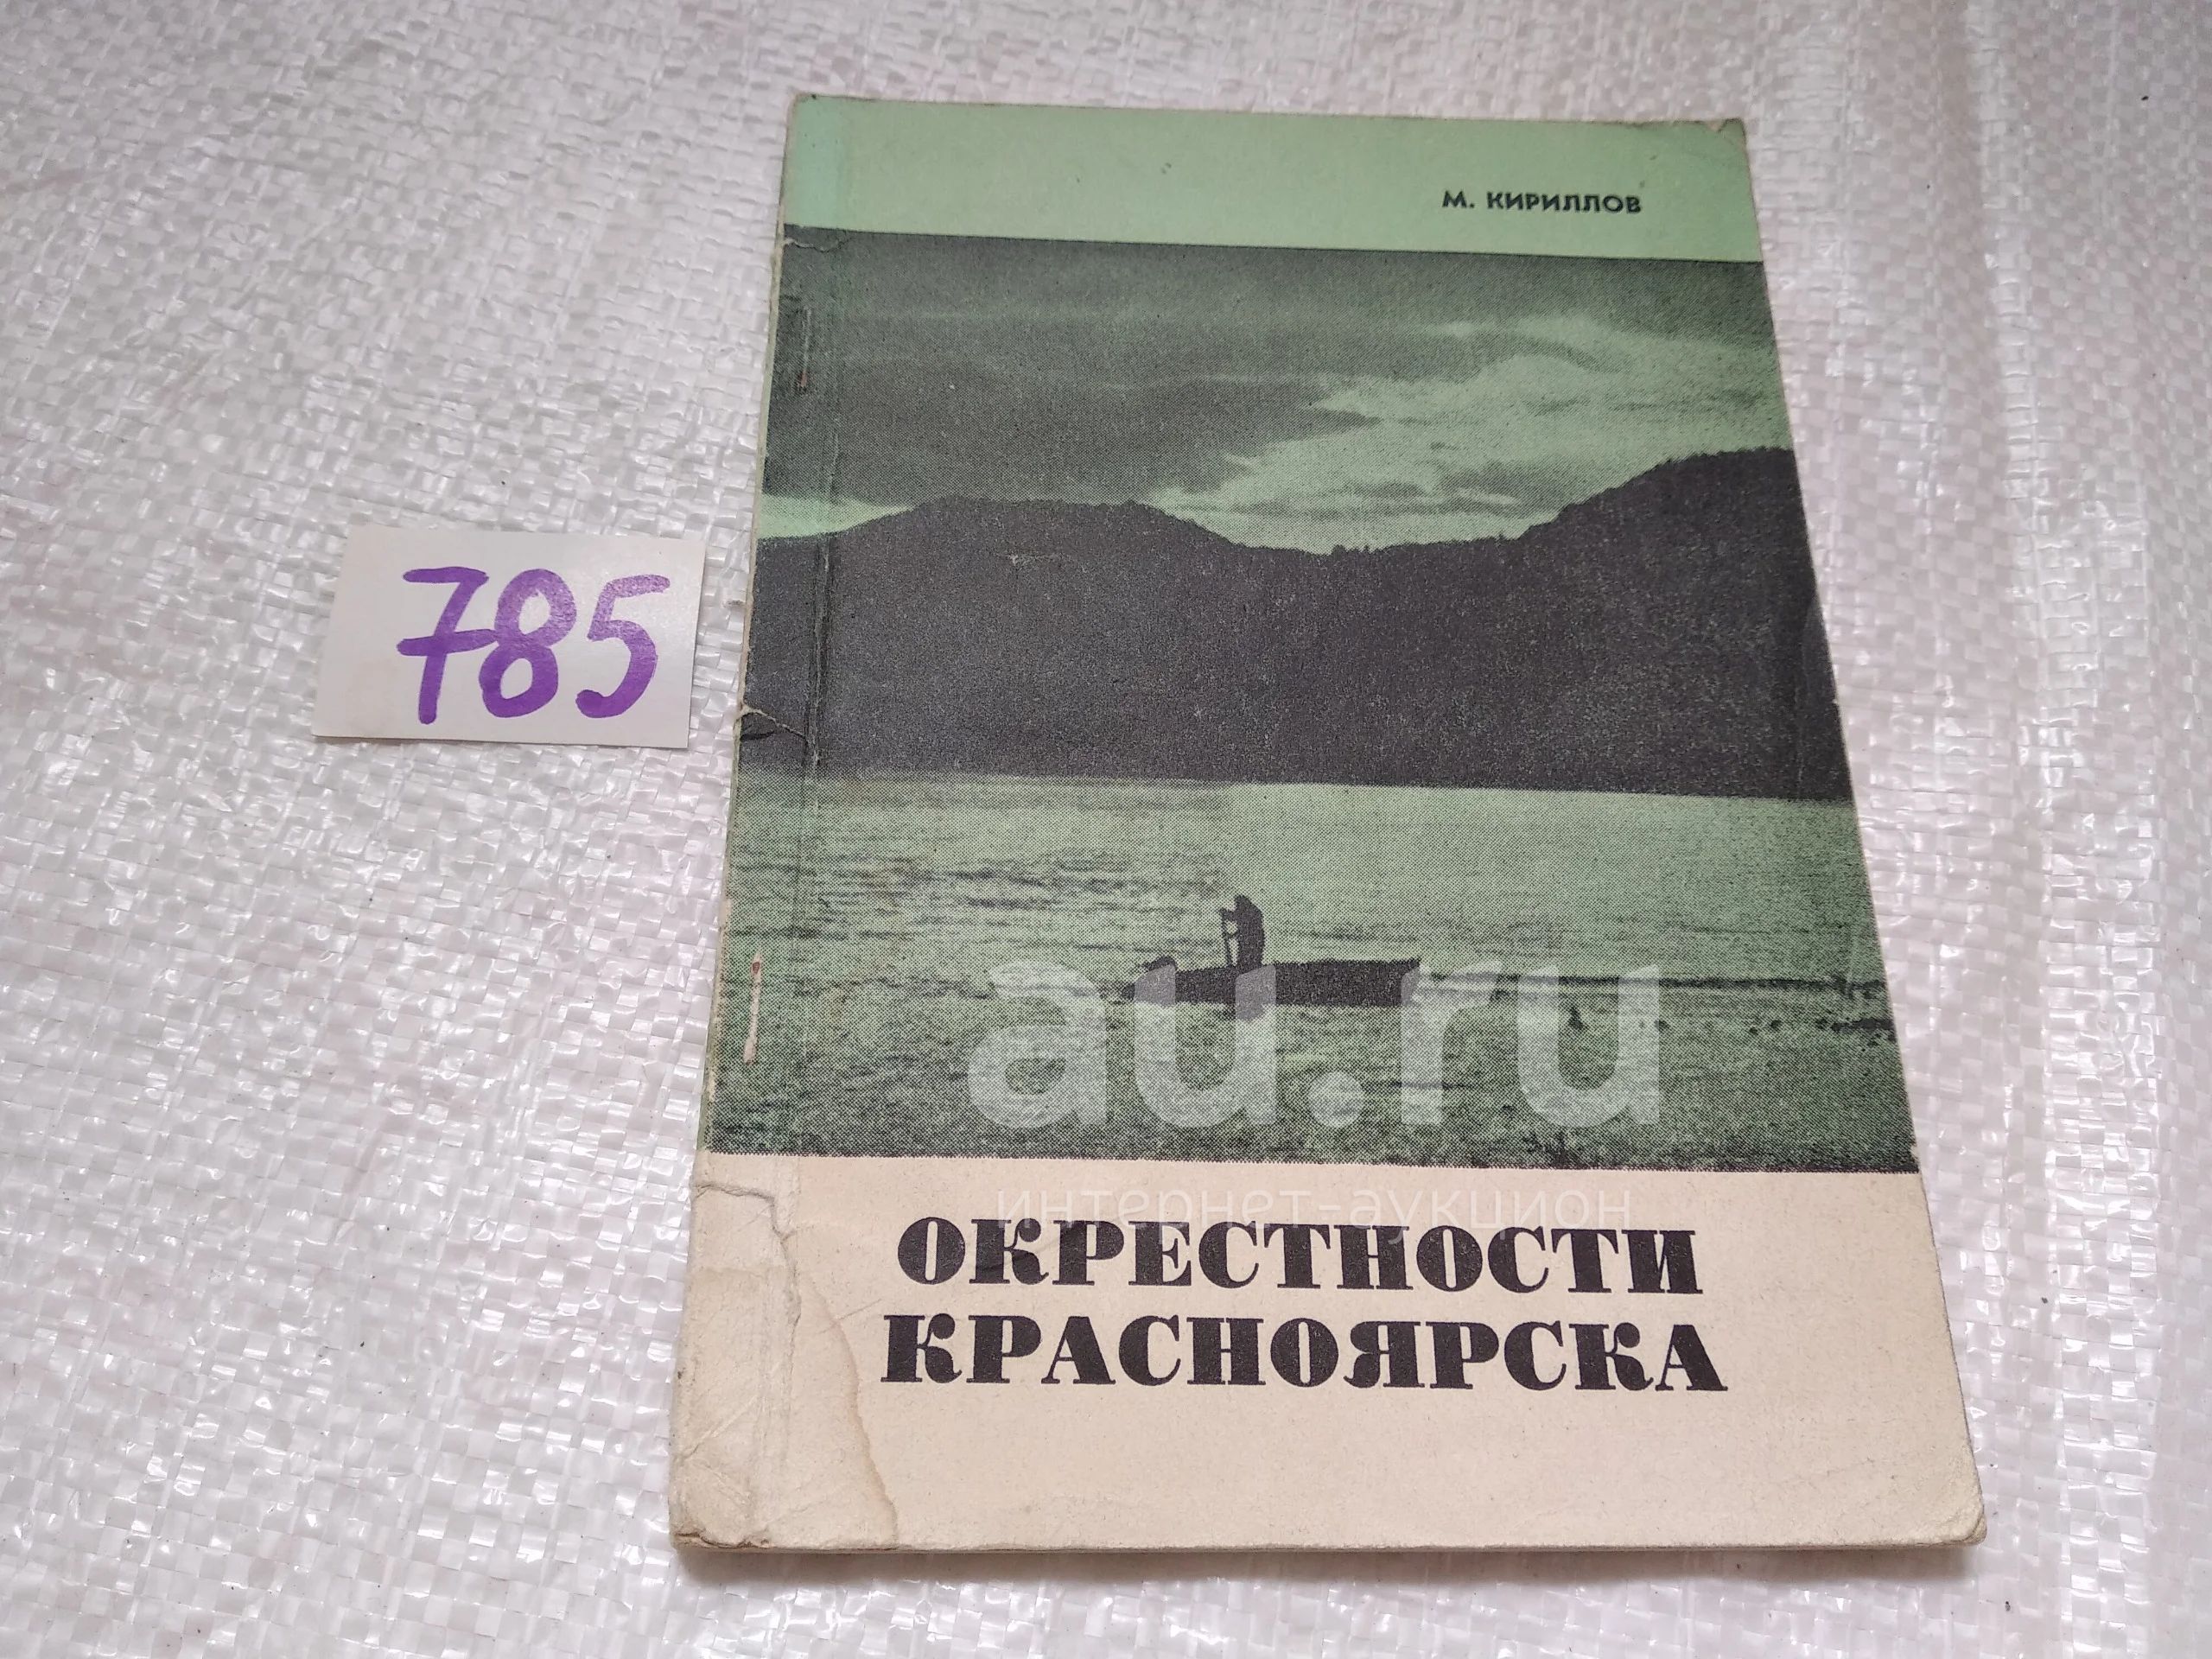 М. КИРИЛЛОВ
785
au.ru
интернет-аукцион
ОКРЕСТНОСТИ
КРАСНОЯРСКА